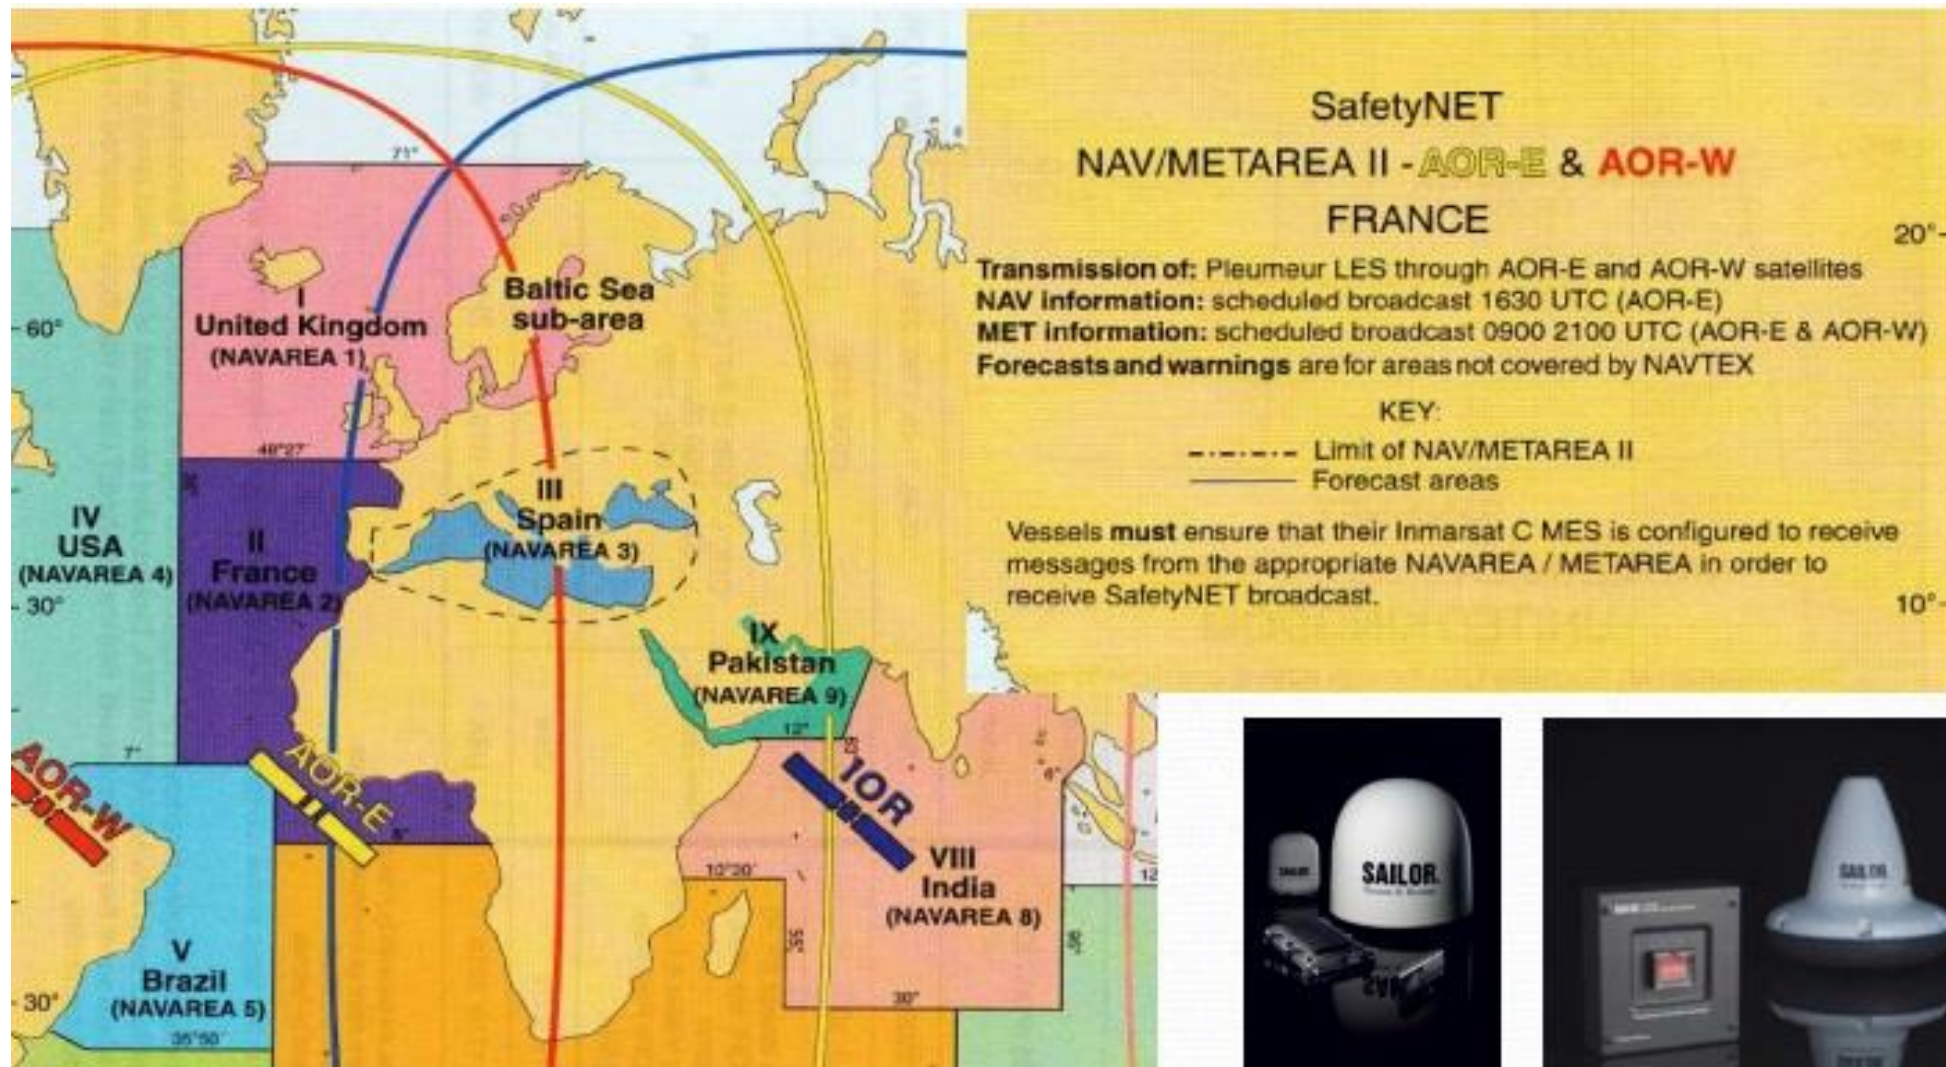 SafetyNET
NAV/METAREA II - AOR-E & AOR-W
FRANCE
20°
Transmission of: Pleumeur LES through AOR-E and AOR-W satellites
NAV information: scheduled broadcast 1630 UTC (AOR-E)
MET information: scheduled broadcast 0900 2100 UTC (AOR-E & AOR-W)
Forecasts and warnings are for areas not covered by NAVTEX
KEY:
Limit of NAV/METAREA II
Forecast areas
Vessels must ensure that their Inmarsat C MES is configured to receive
messages from the appropriate NAVAREA / METAREA in order to
receive SafetyNET broadcast.
10°
71°
I
United Kingdom
(NAVAREA 1)
Baltic Sea
sub-area
60°
48°27'
IV
USA
(NAVAREA 4)
II
France
(NAVAREA 2)
III
Spain
(NAVAREA 3)
30°
IX
Pakistan
(NAVAREA 9)
12°
7°
AOR-W
AOR-E
IOR
6°
6°
VIII
India
(NAVAREA 8)
10°30'
55°
V
Brazil
(NAVAREA 5)
30°
30°
35°50'
12
SAILOR
SAILOR
SAILOR